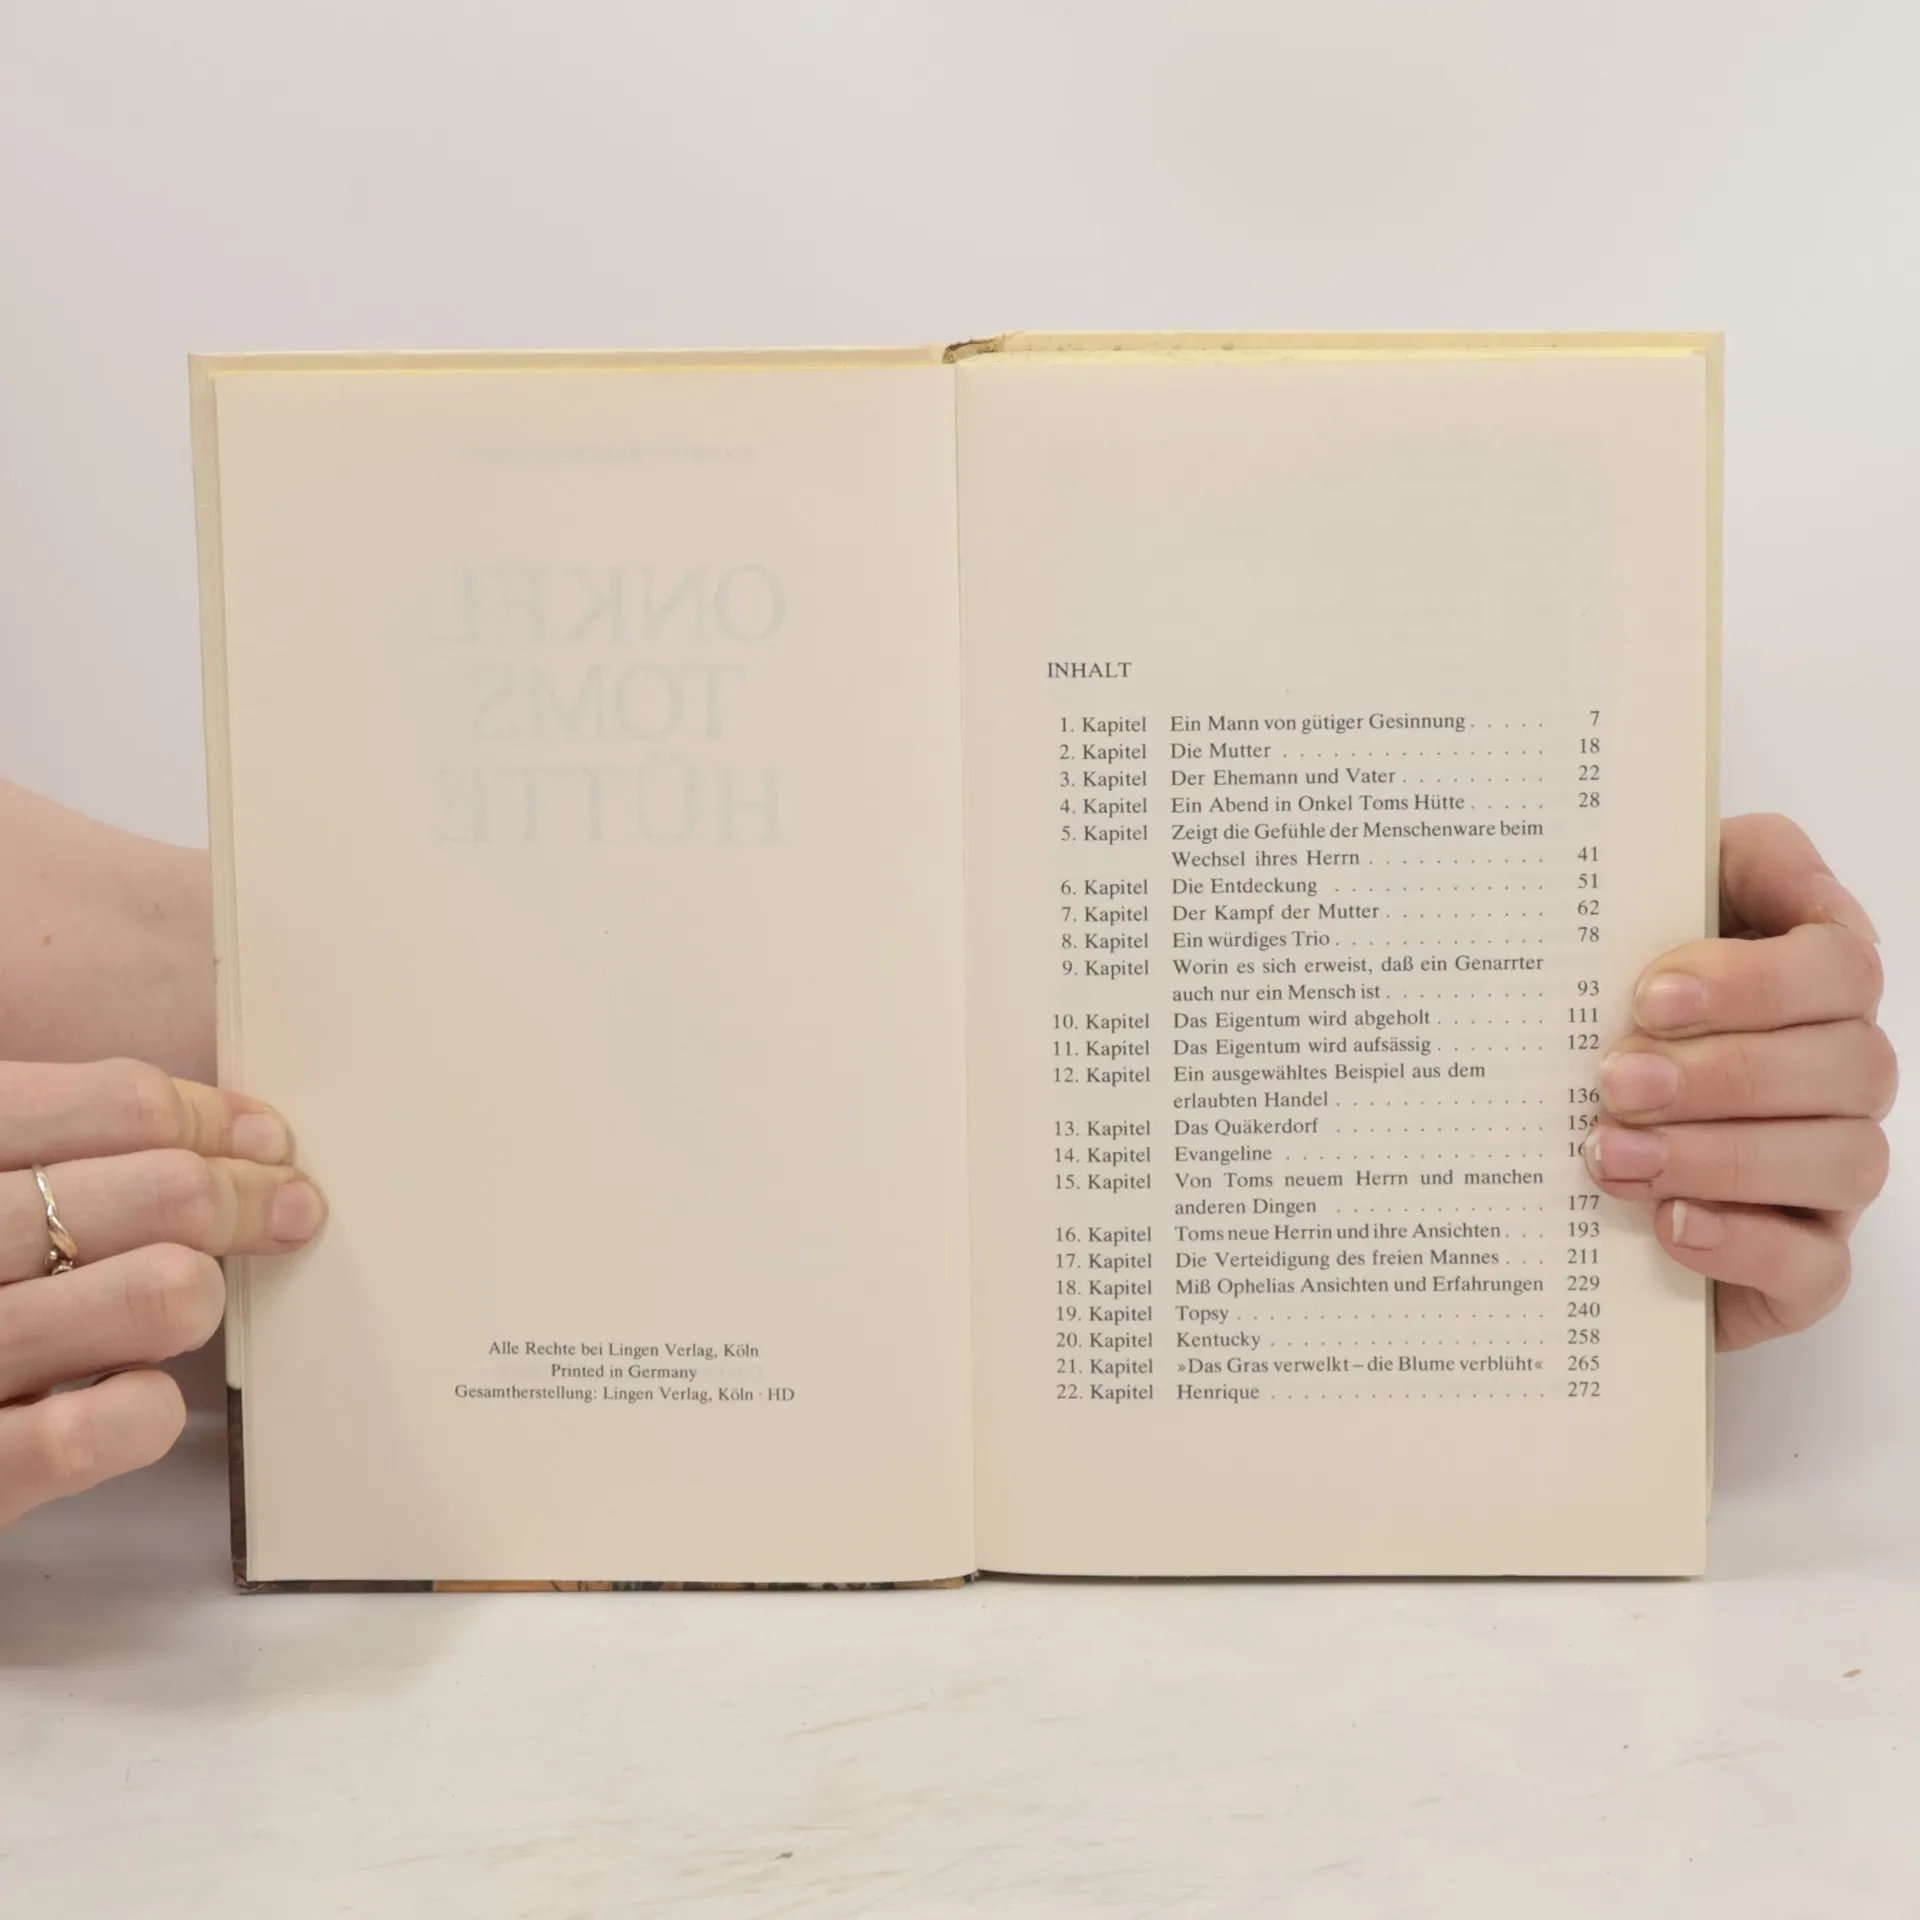 ONKEL
TOMS
HÜTTE
Alle Rechte bei Lingen Verlag, Köln
Printed in Germany
Gesamtherstellung: Lingen Verlag, Köln · HD
INHALT
1. Kapitel Ein Mann von gütiger Gesinnung . . . . . 7
2. Kapitel Die Mutter . . . . . . . . . . . . . . . . 18
3. Kapitel Der Ehemann und Vater . . . . . . . . . 22
4. Kapitel Ein Abend in Onkel Toms Hütte . . . . . 28
5. Kapitel Zeigt die Gefühle der Menschenware beim
Wechsel ihres Herrn . . . . . . . . . . . 41
6. Kapitel Die Entdeckung . . . . . . . . . . . . . 51
7. Kapitel Der Kampf der Mutter . . . . . . . . . . 62
8. Kapitel Ein würdiges Trio . . . . . . . . . . . . . 78
9. Kapitel Worin es sich erweist, daß ein Genarrter
auch nur ein Mensch ist . . . . . . . . . . 93
10. Kapitel Das Eigentum wird abgeholt . . . . . . . 111
11. Kapitel Das Eigentum wird aufsässig . . . . . . . 122
12. Kapitel Ein ausgewähltes Beispiel aus dem
erlaubten Handel . . . . . . . . . . . . . 136
13. Kapitel Das Quäkerdorf . . . . . . . . . . . . . 154
14. Kapitel Evangeline . . . . . . . . . . . . . . . .
15. Kapitel Von Toms neuem Herrn und manchen
anderen Dingen . . . . . . . . . . . . . 177
16. Kapitel Toms neue Herrin und ihre Ansichten . . . 193
17. Kapitel Die Verteidigung des freien Mannes . . . 211
18. Kapitel Miß Ophelias Ansichten und Erfahrungen 229
19. Kapitel Topsy . . . . . . . . . . . . . . . . . . . 240
20. Kapitel Kentucky . . . . . . . . . . . . . . . . . 258
21. Kapitel »Das Gras verwelkt – die Blume verblüht« 265
22. Kapitel Henrique . . . . . . . . . . . . . . . . . 272